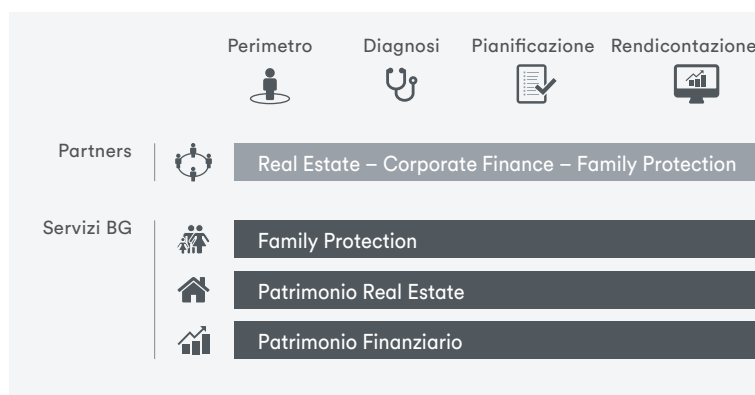 Perimetro Diagnosi Pianificazione Rendicontazione
Partners
Real Estate – Corporate Finance – Family Protection
Servizi BG
Family Protection
Patrimonio Real Estate
Patrimonio Finanziario